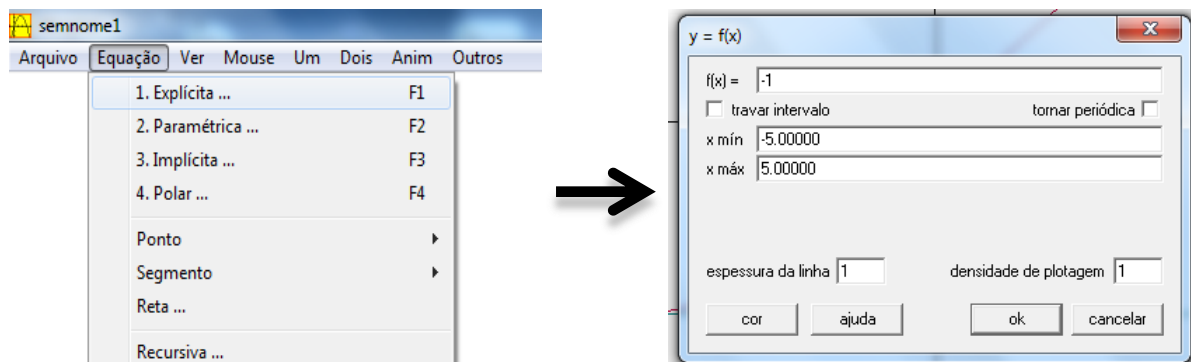 semnome1
Arquivo Equação Ver Mouse Um Dois Anim Outros
1. Explícita ... F1
2. Paramétrica ... F2
3. Implícita ... F3
4. Polar ... F4
Ponto
Segmento
Reta ...
Recursiva ...
y = f(x)
f(x) = -1
travar intervalo tornar periódica
x mín -5.00000
x máx 5.00000
espessura da linha 1 densidade de plotagem 1
cor ajuda ok cancelar